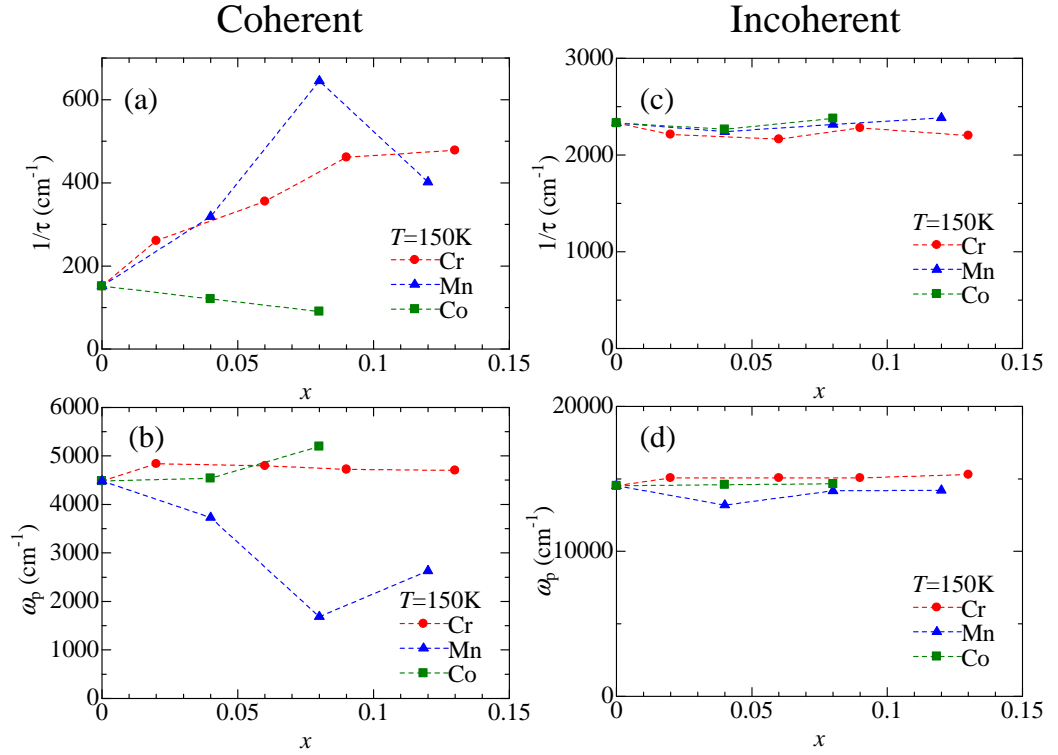 Coherent
Incoherent
(a)
600
400
200
0
1/τ (cm⁻¹)
T=150K
Cr
Mn
Co
0
0.05
0.1
0.15
x
(c)
3000
2000
1000
0
1/τ (cm⁻¹)
T=150K
Cr
Mn
Co
0
0.05
0.1
0.15
x
(b)
6000
5000
4000
3000
2000
1000
0
ωp (cm⁻¹)
T=150K
Cr
Mn
Co
0
0.05
0.1
0.15
x
(d)
20000
10000
0
ωp (cm⁻¹)
T=150K
Cr
Mn
Co
0
0.05
0.1
0.15
x